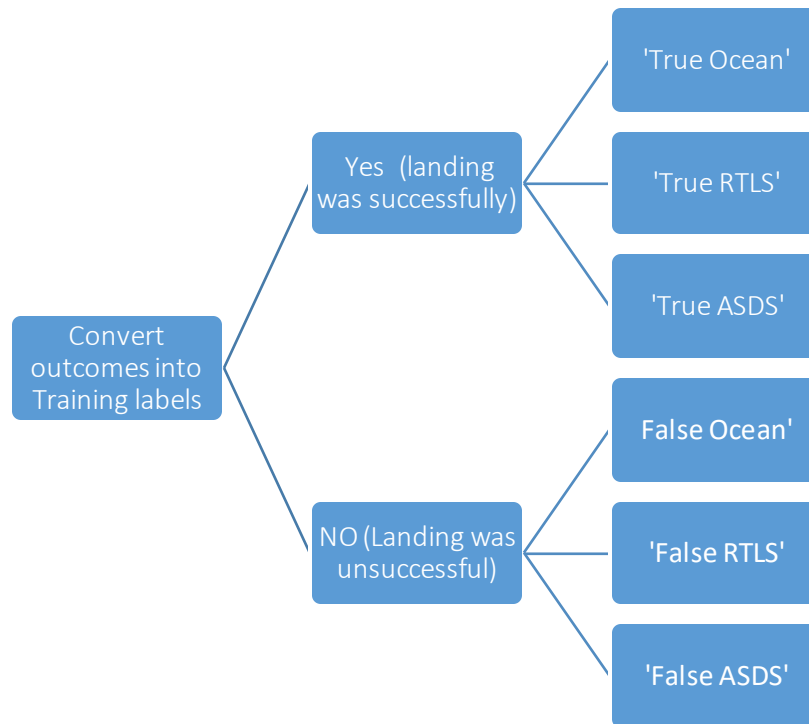 Convert
outcomes into
Training labels
Yes (landing
was successfully)
'True Ocean'
'True RTLS'
'True ASDS'
NO (Landing was
unsuccessful)
False Ocean'
'False RTLS'
'False ASDS'